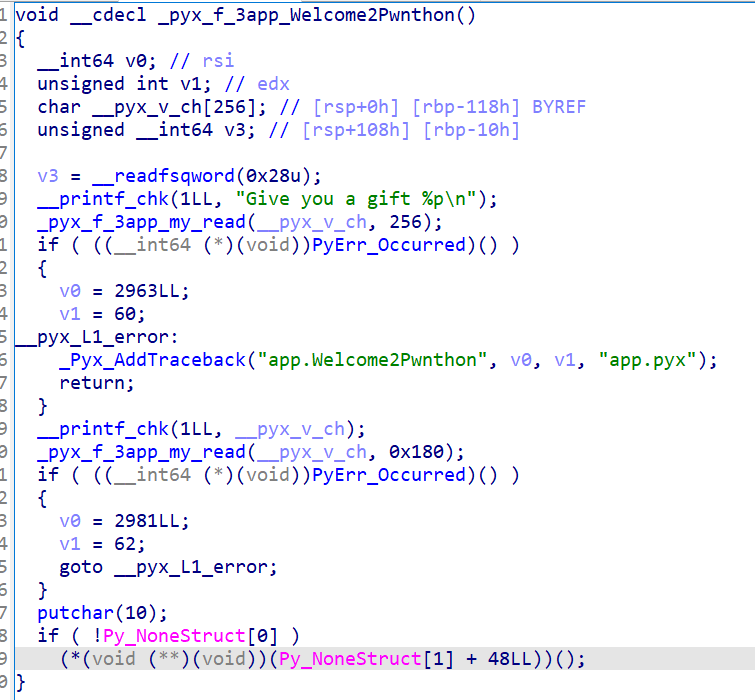 1 void __cdecl _pyx_f_3app_Welcome2Pwnthon()
2 {
3 __int64 v0; // rsi
4 unsigned int v1; // edx
5 char __pyx_v_ch[256]; // [rsp+0h] [rbp-118h] BYREF
6 unsigned __int64 v3; // [rsp+108h] [rbp-10h]
7
8 v3 = __readfsqword(0x28u);
9 __printf_chk(1LL, "Give you a gift %p\n");
0 _pyx_f_3app_my_read(__pyx_v_ch, 256);
1 if ( ((__int64 (*)(void))PyErr_Occurred)() )
2 {
3 v0 = 2963LL;
4 v1 = 60;
5 __pyx_L1_error:
6 _Pyx_AddTraceback("app.Welcome2Pwnthon", v0, v1, "app.pyx");
7 return;
8 }
9 __printf_chk(1LL, __pyx_v_ch);
0 _pyx_f_3app_my_read(__pyx_v_ch, 0x180);
1 if ( ((__int64 (*)(void))PyErr_Occurred)() )
2 {
3 v0 = 2981LL;
4 v1 = 62;
5 goto __pyx_L1_error;
6 }
7 putchar(10);
8 if ( !Py_NoneStruct[0] )
9 (*(void (**)(void))(Py_NoneStruct[1] + 48LL))();
0 }